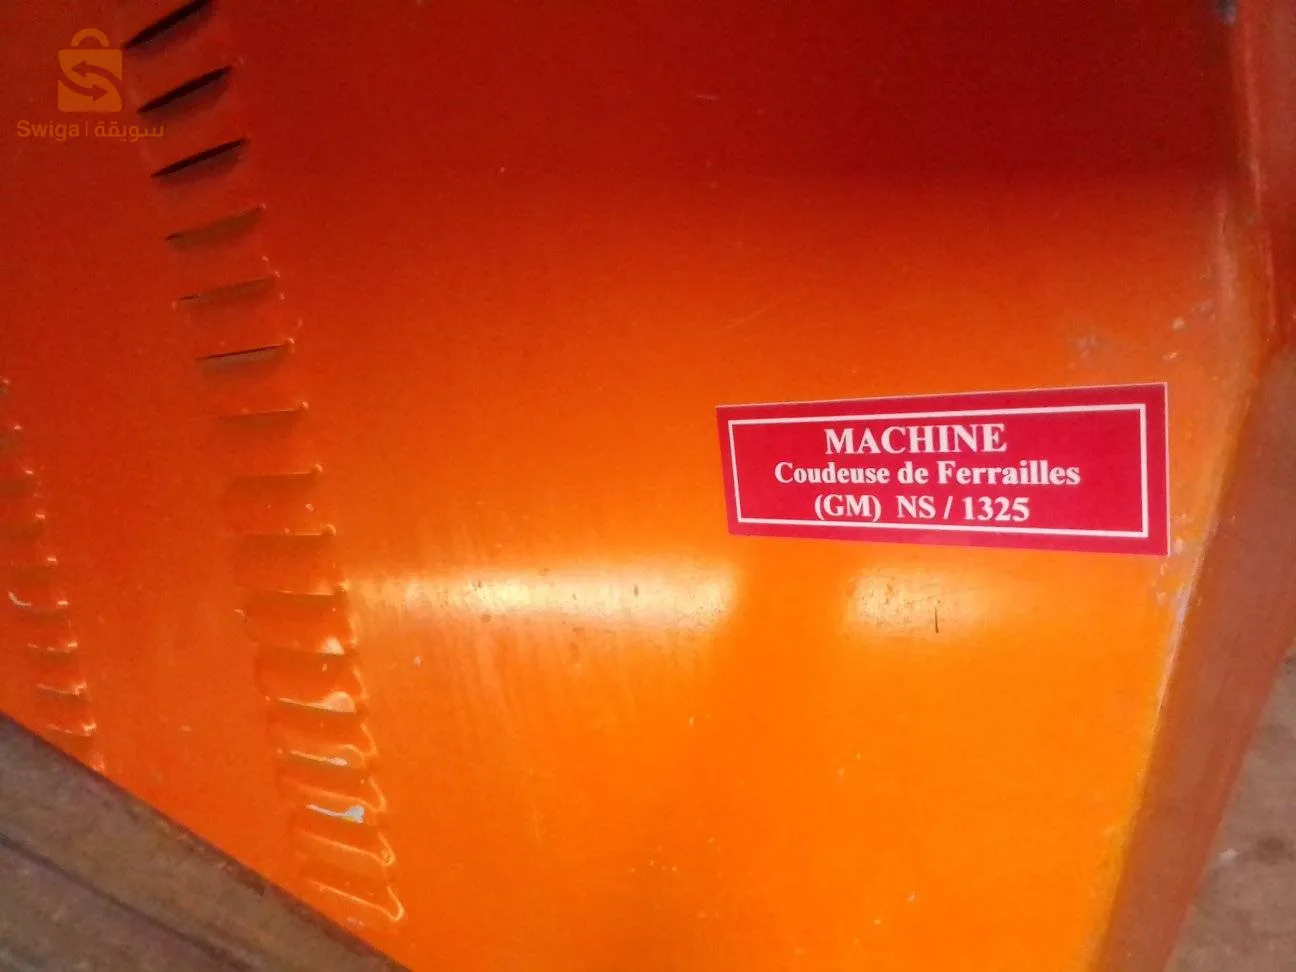 Swiga | سويقة
MACHINE
Coudeuse de Ferrailles
(GM) NS / 1325